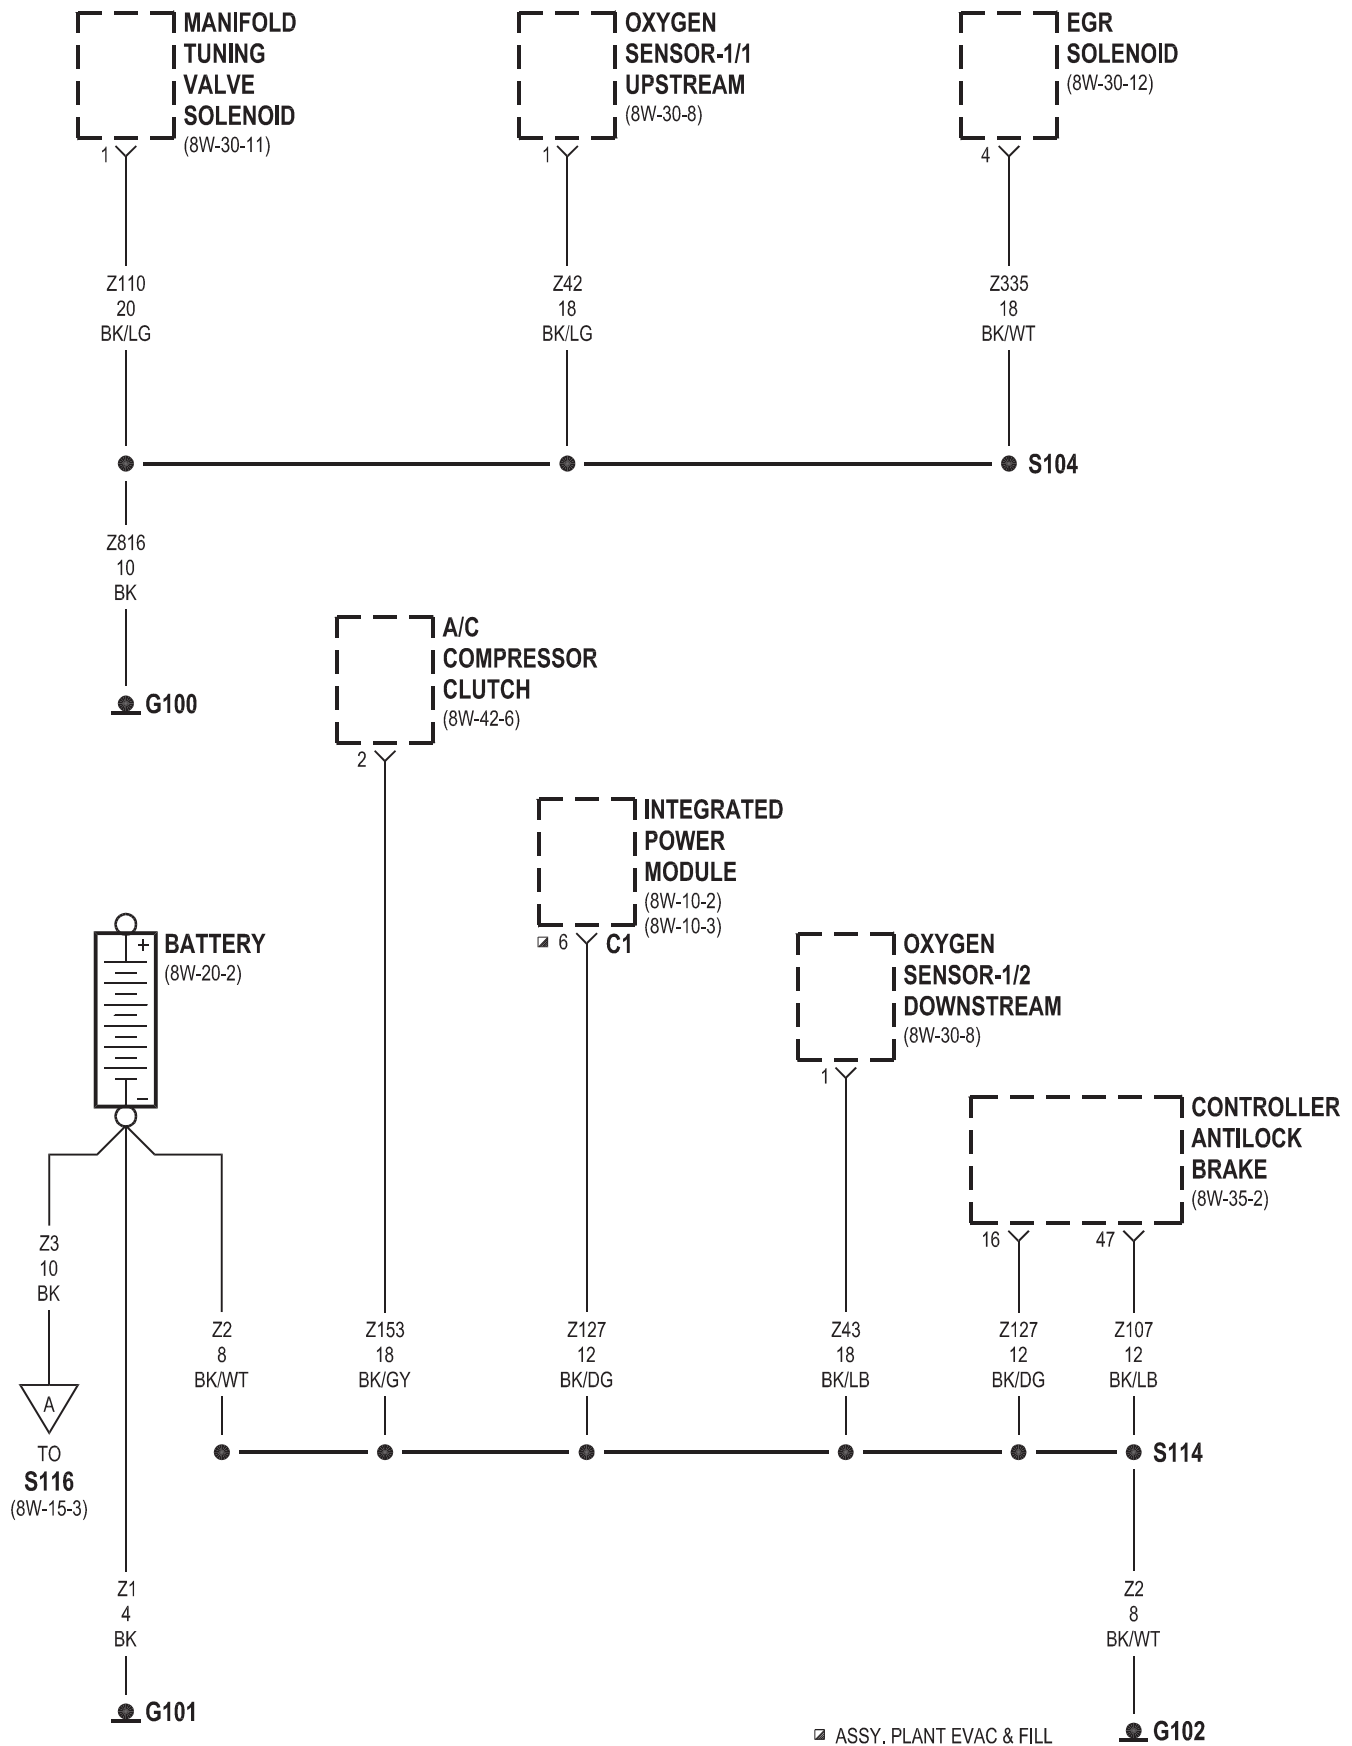 MANIFOLD
TUNING
VALVE
SOLENOID
(8W-30-11)
1
OXYGEN
SENSOR-1/1
UPSTREAM
(8W-30-8)
1
EGR
SOLENOID
(8W-30-12)
4
Z110
20
BK/LG
Z42
18
BK/LG
Z335
18
BK/WT
S104
Z816
10
BK
G100
A/C
COMPRESSOR
CLUTCH
(8W-42-6)
2
INTEGRATED
POWER
MODULE
(8W-10-2)
(8W-10-3)
6 C1
BATTERY
(8W-20-2)
+
–
OXYGEN
SENSOR-1/2
DOWNSTREAM
(8W-30-8)
1
CONTROLLER
ANTILOCK
BRAKE
(8W-35-2)
16
47
Z3
10
BK
A
TO
S116
(8W-15-3)
Z2
8
BK/WT
Z153
18
BK/GY
Z127
12
BK/DG
Z43
18
BK/LB
Z127
12
BK/DG
Z107
12
BK/LB
S114
Z1
4
BK
G101
Z2
8
BK/WT
G102
ASSY. PLANT EVAC & FILL